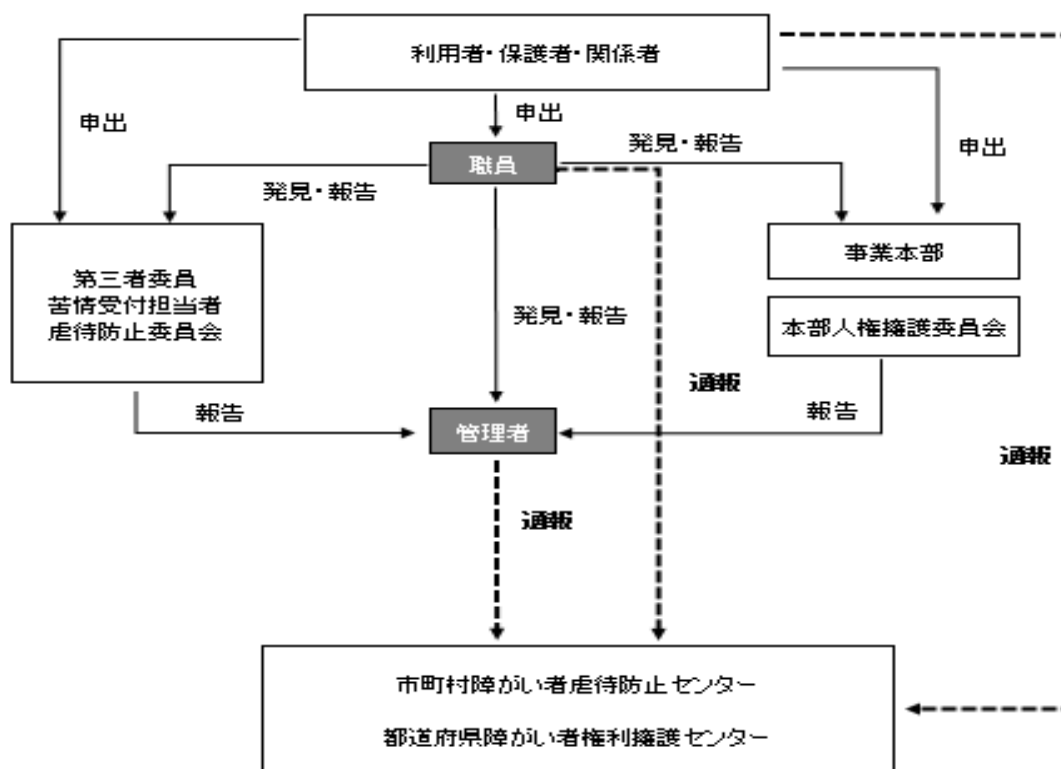 利用者・保護者・関係者
申出
申出
申出
職員
発見・報告
発見・報告
第三者委員
苦情受付担当者
虐待防止委員会
事業本部
発見・報告
本部人権擁護委員会
通報
報告
報告
管理者
通報
通報
市町村障がい者虐待防止センター
都道府県障がい者権利擁護センター